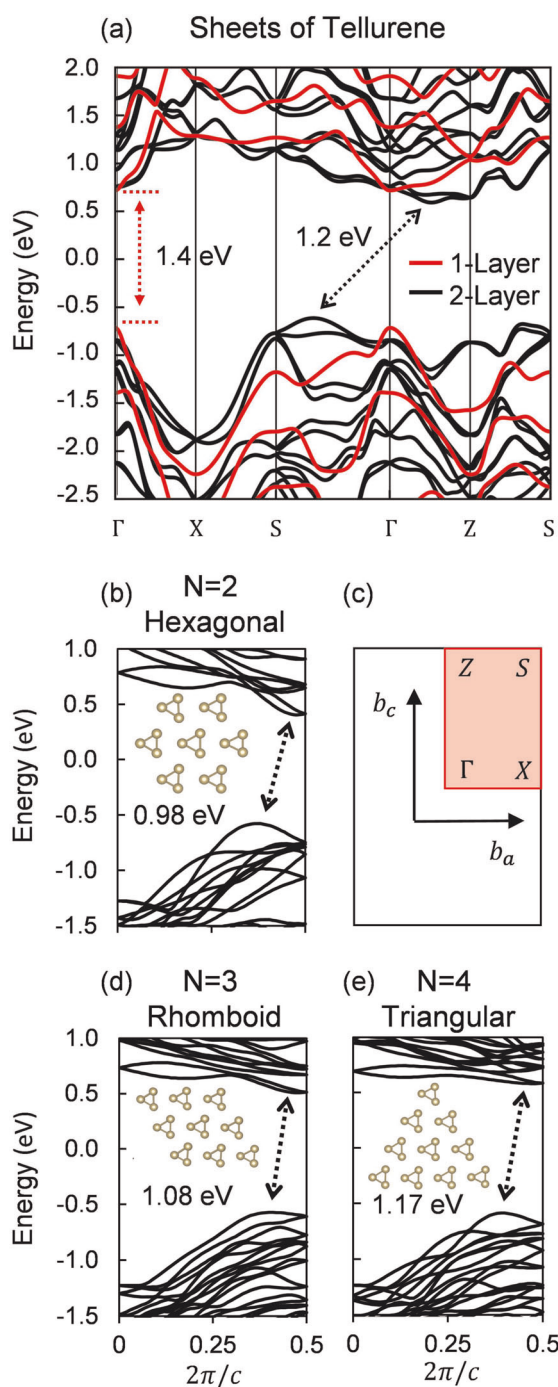 (a) Sheets of Tellurene
2.0
1.5
1.0
0.5
0.0
-0.5
-1.0
-1.5
-2.0
-2.5
Energy (eV)
1.4 eV
1.2 eV
1-Layer
2-Layer
Γ X S Γ Z S
(b) N=2
Hexagonal
1.0
0.5
0.0
-0.5
-1.0
-1.5
Energy (eV)
0.98 eV
(c)
Z S
b_c
Γ X
b_a
(d) N=3
Rhomboid
1.0
0.5
0.0
-0.5
-1.0
-1.5
Energy (eV)
1.08 eV
0 0.25 0.5
2π/c
(e) N=4
Triangular
1.17 eV
0 0.25 0.5
2π/c